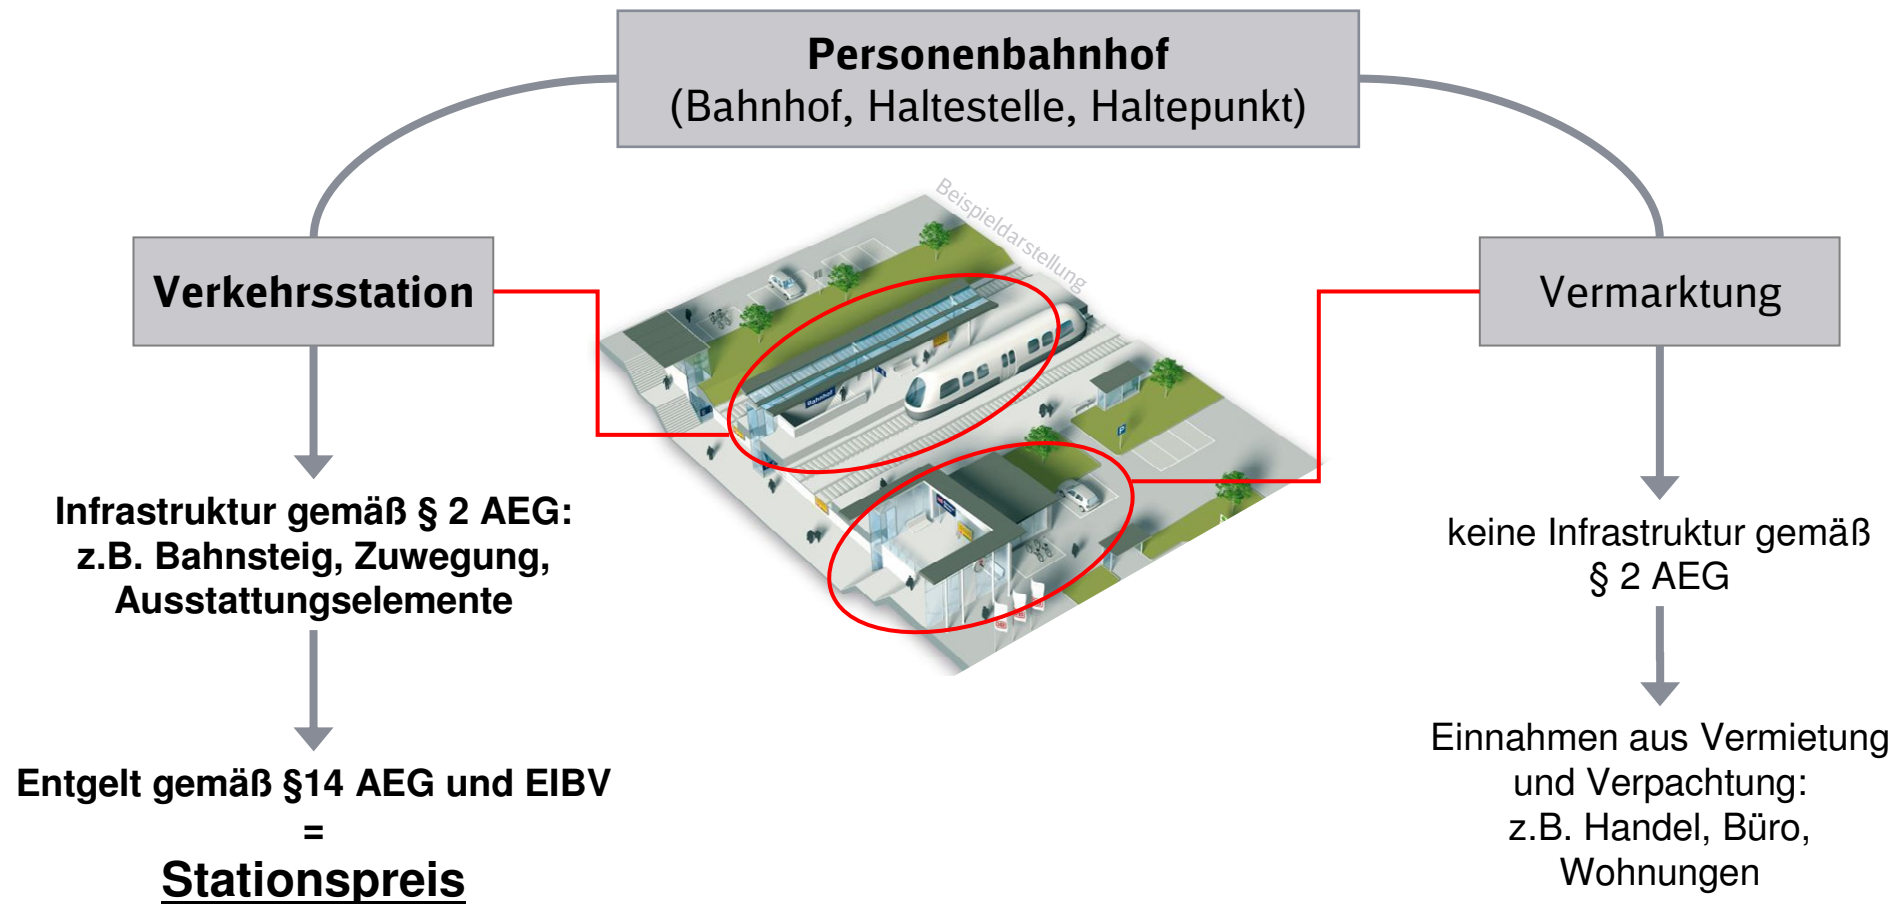 Personenbahnhof
(Bahnhof, Haltestelle, Haltepunkt)
Beispieldarstellung
Verkehrsstation
Vermarktung
Bahnhof
P
Infrastruktur gemäß § 2 AEG:
z.B. Bahnsteig, Zuwegung,
Ausstattungselemente
keine Infrastruktur gemäß
§ 2 AEG
Entgelt gemäß §14 AEG und EIBV
=
Stationspreis
Einnahmen aus Vermietung
und Verpachtung:
z.B. Handel, Büro,
Wohnungen